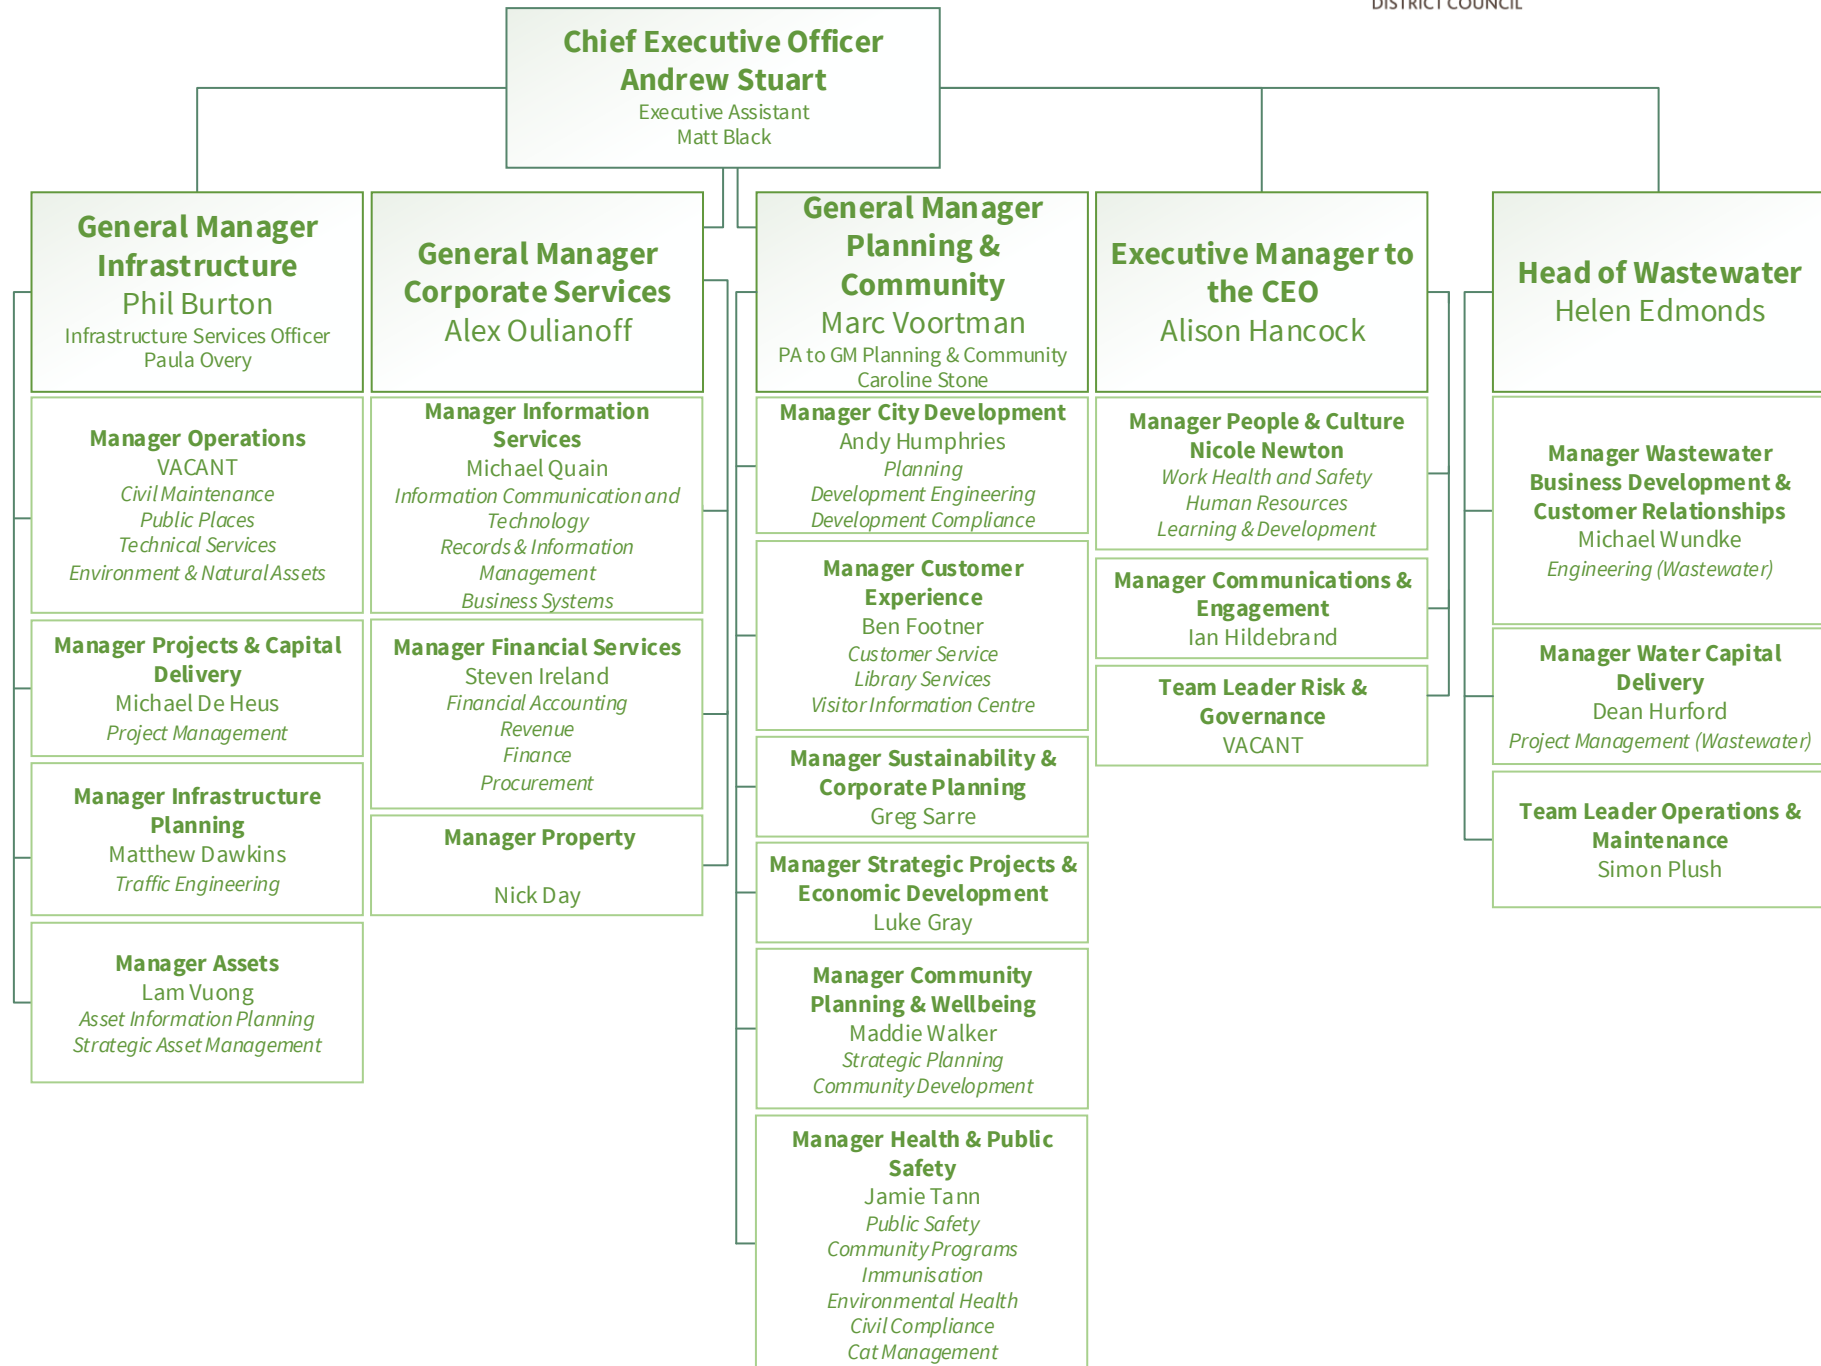 DISTRICT COUNCIL
Chief Executive Officer
Andrew Stuart
Executive Assistant
Matt Black
General Manager
Infrastructure
Phil Burton
Infrastructure Services Officer
Paula Overy
Manager Operations
VACANT
Civil Maintenance
Public Places
Technical Services
Environment & Natural Assets
Manager Projects & Capital
Delivery
Michael De Heus
Project Management
Manager Infrastructure
Planning
Matthew Dawkins
Traffic Engineering
Manager Assets
Lam Vuong
Asset Information Planning
Strategic Asset Management
General Manager
Corporate Services
Alex Oulianoff
Manager Information
Services
Michael Quain
Information Communication and
Technology
Records & Information
Management
Business Systems
Manager Financial Services
Steven Ireland
Financial Accounting
Revenue
Finance
Procurement
Manager Property
Nick Day
General Manager
Planning &
Community
Marc Voortman
PA to GM Planning & Community
Caroline Stone
Manager City Development
Andy Humphries
Planning
Development Engineering
Development Compliance
Manager Customer
Experience
Ben Footner
Customer Service
Library Services
Visitor Information Centre
Manager Sustainability &
Corporate Planning
Greg Sarre
Manager Strategic Projects &
Economic Development
Luke Gray
Manager Community
Planning & Wellbeing
Maddie Walker
Strategic Planning
Community Development
Manager Health & Public
Safety
Jamie Tann
Public Safety
Community Programs
Immunisation
Environmental Health
Civil Compliance
Cat Management
Executive Manager to
the CEO
Alison Hancock
Manager People & Culture
Nicole Newton
Work Health and Safety
Human Resources
Learning & Development
Manager Communications &
Engagement
Ian Hildebrand
Team Leader Risk &
Governance
VACANT
Head of Wastewater
Helen Edmonds
Manager Wastewater
Business Development &
Customer Relationships
Michael Wundke
Engineering (Wastewater)
Manager Water Capital
Delivery
Dean Hurford
Project Management (Wastewater)
Team Leader Operations &
Maintenance
Simon Plush